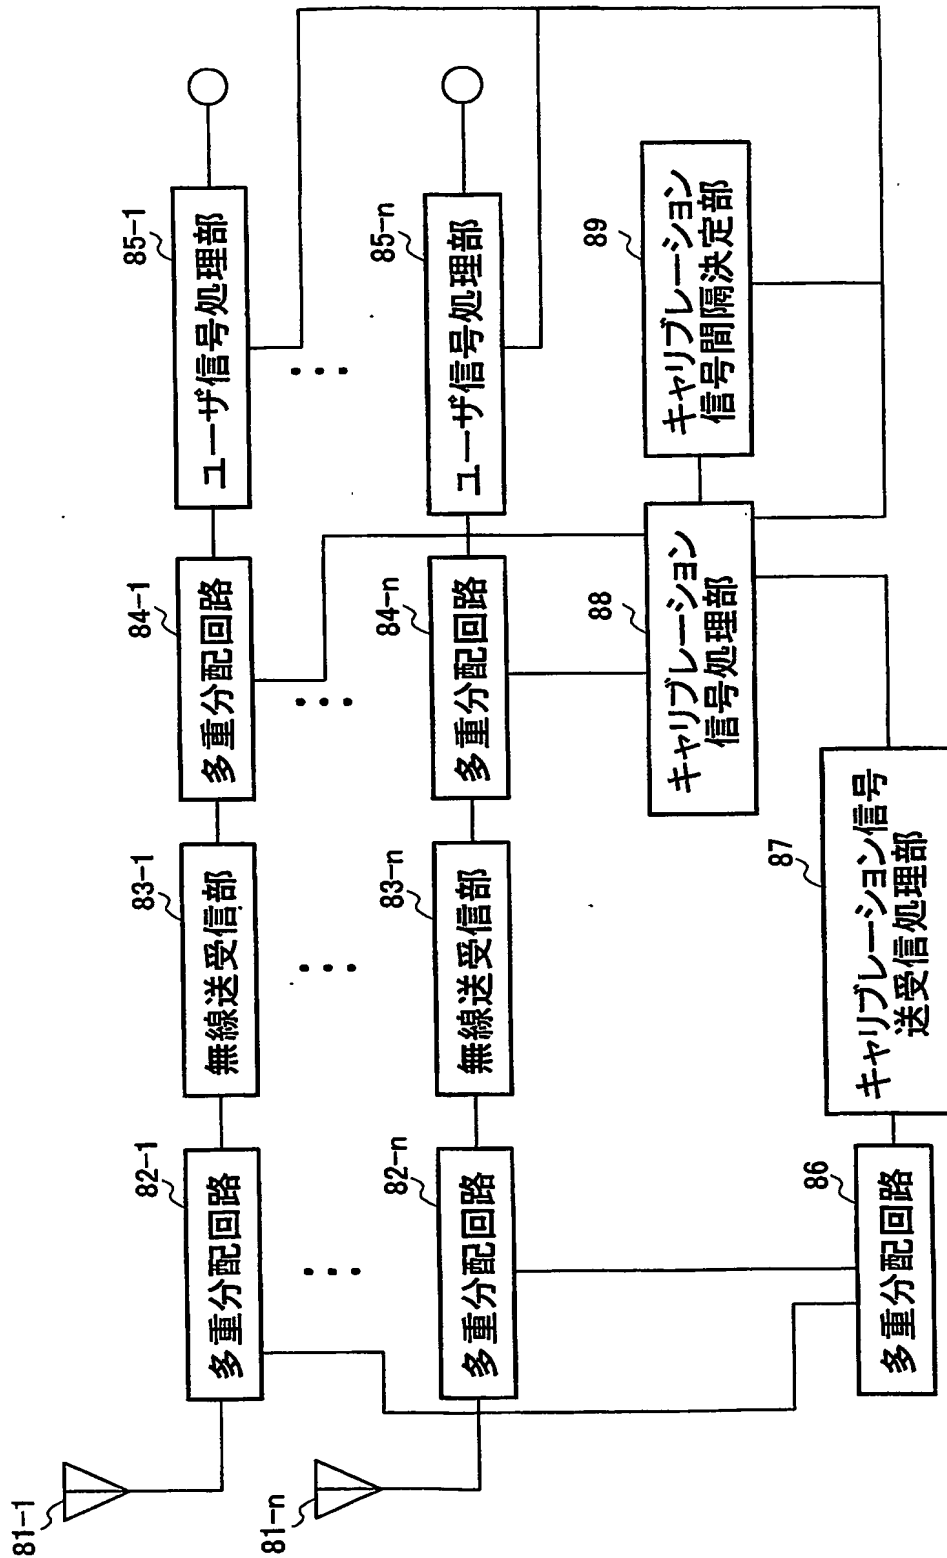 81-1
82-1
多重分配回路
83-1
無線送受信部
84-1
多重分配回路
85-1
ユーザ信号処理部
81-n
82-n
多重分配回路
83-n
無線送受信部
84-n
多重分配回路
85-n
ユーザ信号処理部
88
キャリブレーション
信号処理部
89
キャリブレーション
信号間隔決定部
86
多重分配回路
87
キャリブレーション信号
送受信処理部